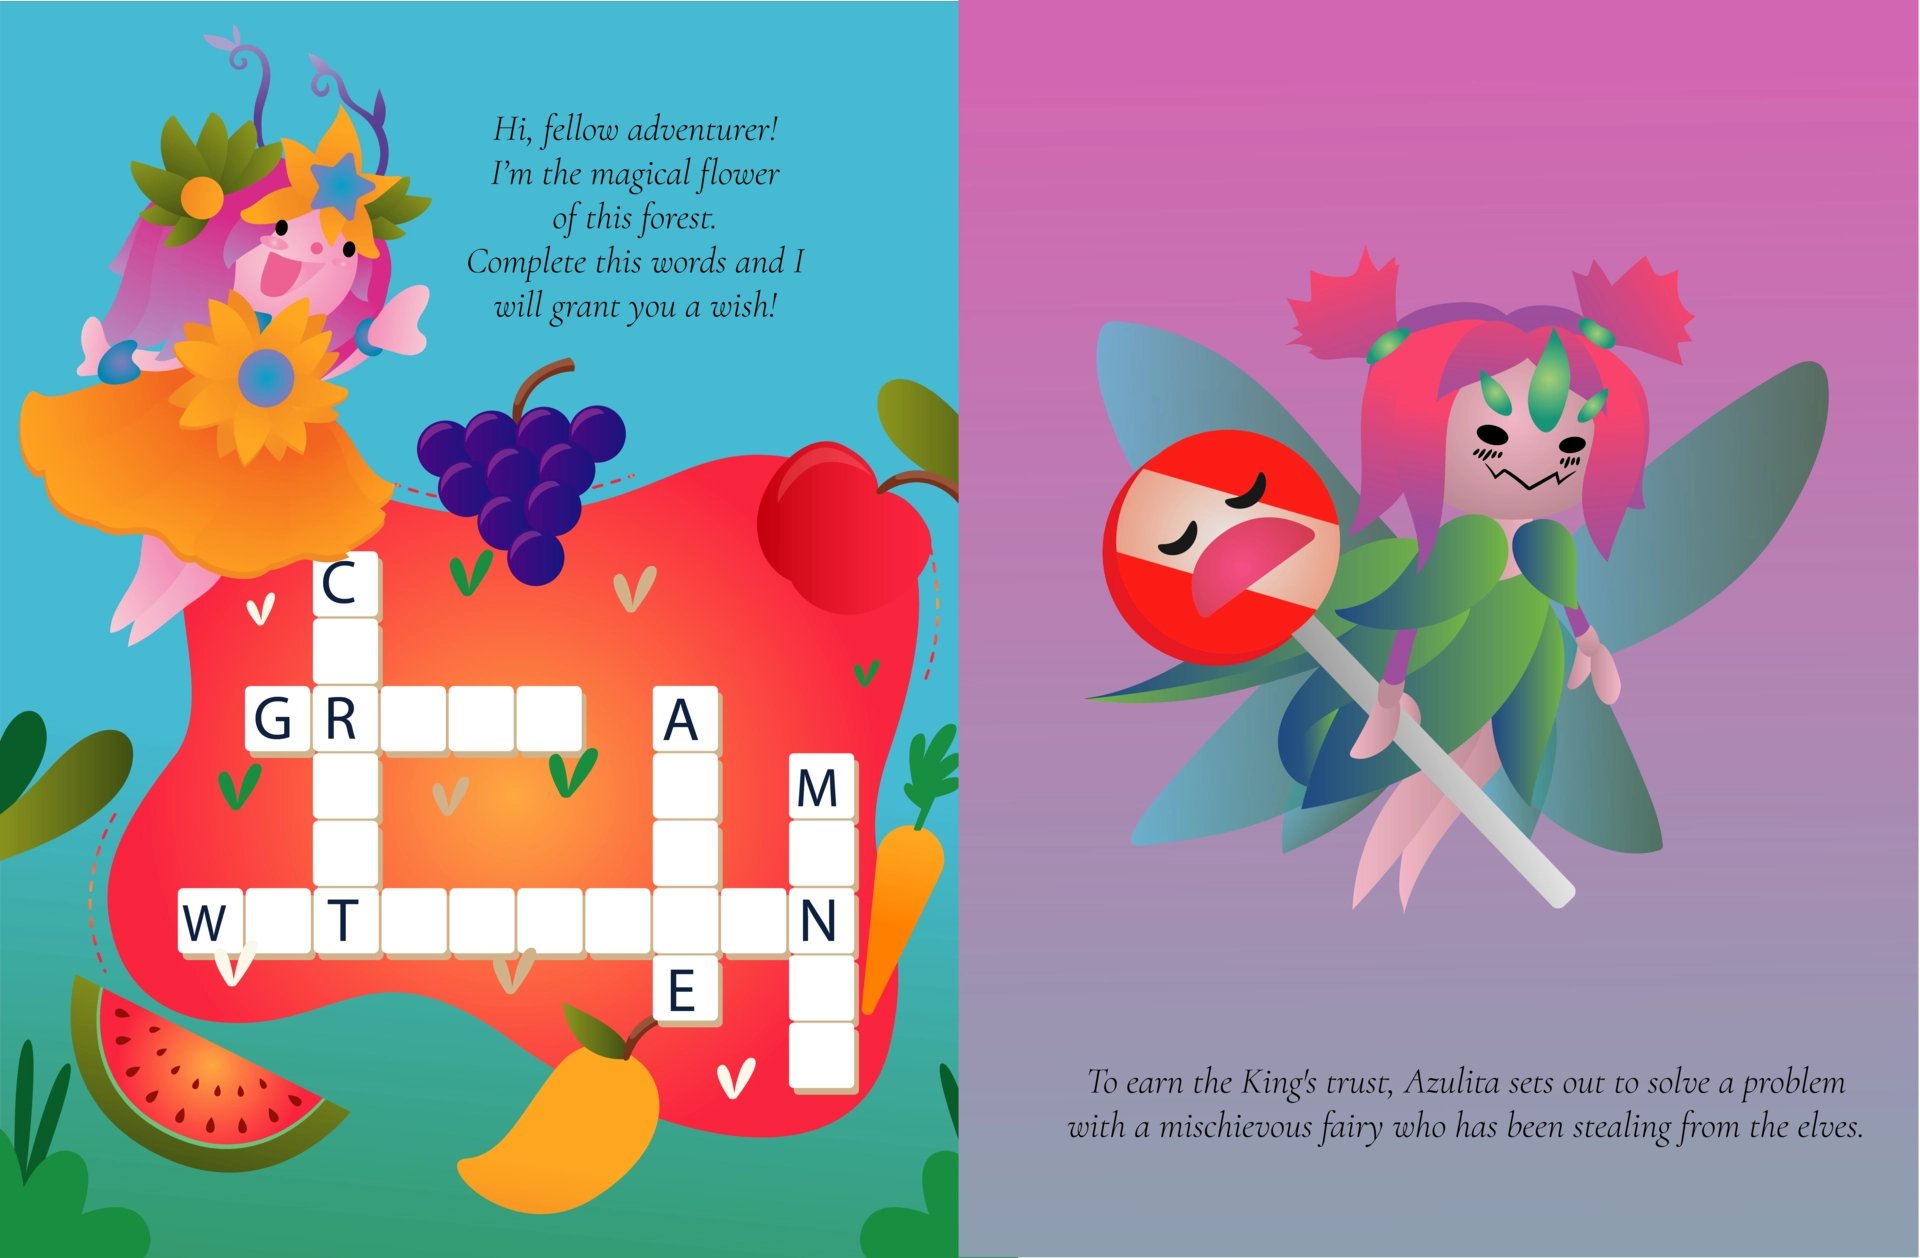 Hi, fellow adventurer!
I'm the magical flower
of this forest.
Complete this words and I
will grant you a wish!
C
G R
A
M
W T N
E
To earn the King's trust, Azulita sets out to solve a problem
with a mischievous fairy who has been stealing from the elves.